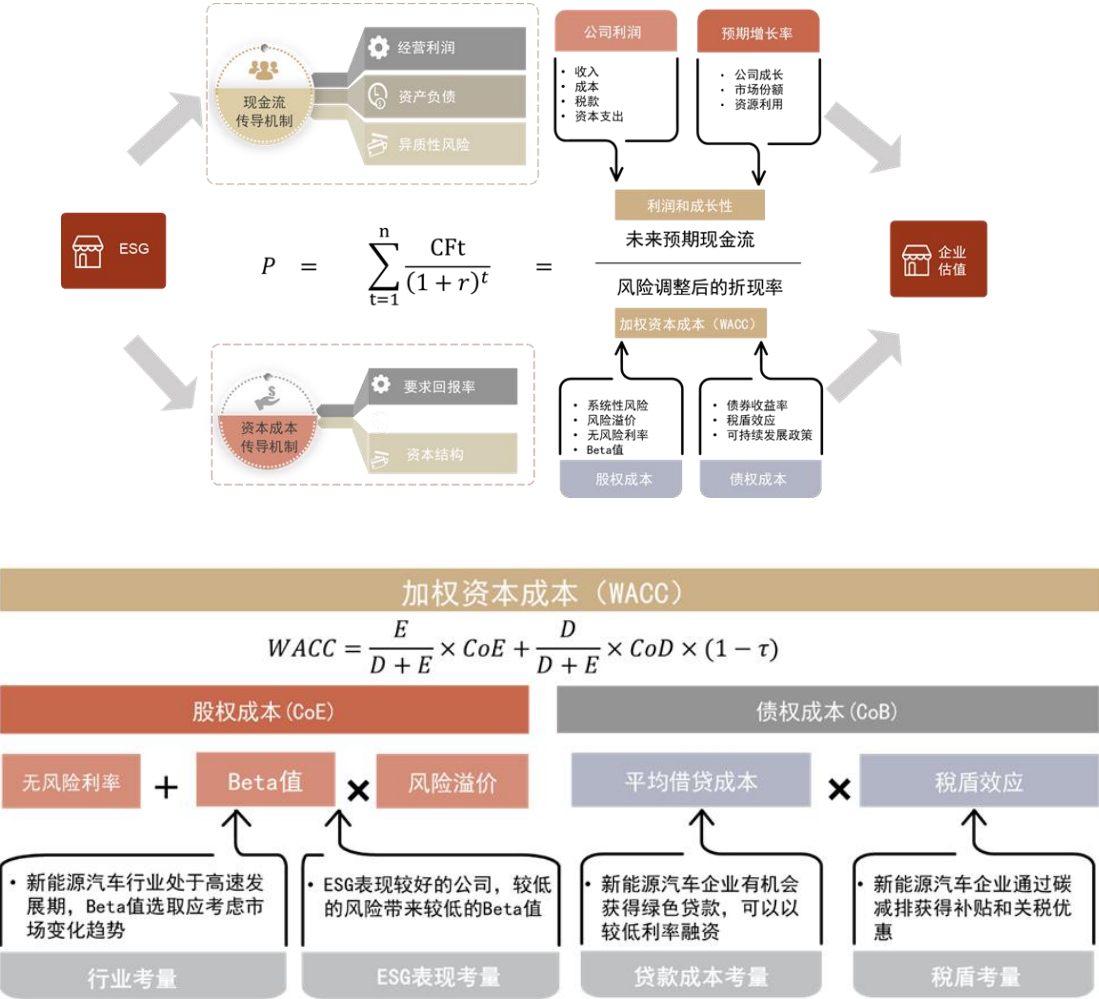 公司利润
预期增长率
经营利润
资产负债
异质性风险
现金流
传导机制
• 收入
• 成本
• 税款
• 资本支出
• 公司成长
• 市场份额
• 资源利用
利润和成长性
未来预期现金流
ESG
P = n∑t=1 CFt/(1 + r)^t =
风险调整后的折现率
企业
估值
加权资本成本（WACC）
资本成本
传导机制
要求回报率
资本结构
• 系统性风险
• 风险溢价
• 无风险利率
• Beta值
• 债券收益率
• 税盾效应
• 可持续发展政策
股权成本
债权成本
加权资本成本（WACC）
WACC = E/(D + E) × CoE + D/(D + E) × CoD × (1 − τ)
股权成本(CoE)
债权成本(CoB)
无风险利率 + Beta值 × 风险溢价
平均借贷成本 × 税盾效应
• 新能源汽车行业处于高速发
展期，Beta值选取应考虑市
场变化趋势
• ESG表现较好的公司，较低
的风险带来较低的Beta值
• 新能源汽车企业有机会
获得绿色贷款，可以以
较低利率融资
• 新能源汽车企业通过碳
减排获得补贴和关税优
惠
行业考量
ESG表现考量
贷款成本考量
税盾考量